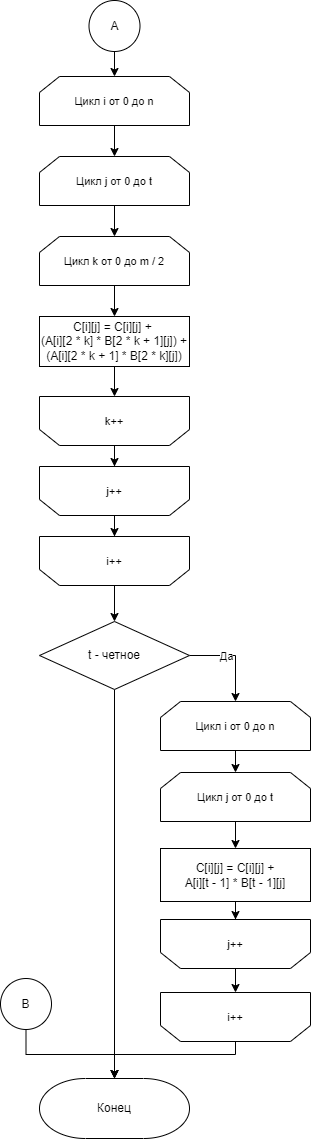 A
Цикл i от 0 до n
Цикл j от 0 до t
Цикл k от 0 до m / 2
C[i][j] = C[i][j] +
(A[i][2 * k] * B[2 * k + 1][j]) +
(A[i][2 * k + 1] * B[2 * k][j])
k++
j++
i++
t - четное
Да
Цикл i от 0 до n
Цикл j от 0 до t
C[i][j] = C[i][j] +
A[i][t - 1] * B[t - 1][j]
j++
i++
B
Конец